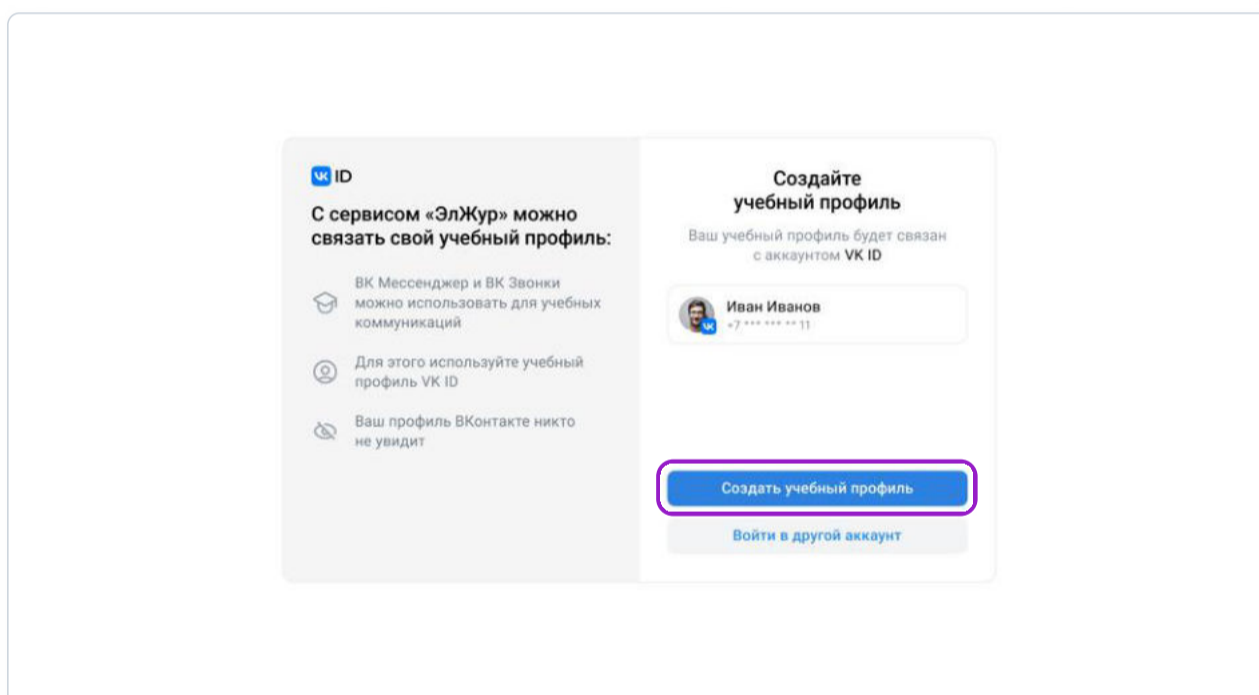 VK ID
С сервисом «ЭлЖур» можно
связать свой учебный профиль:
ВК Мессенджер и ВК Звонки
можно использовать для учебных
коммуникаций
Для этого используйте учебный
профиль VK ID
Ваш профиль ВКонтакте никто
не увидит
Создайте
учебный профиль
Ваш учебный профиль будет связан
с аккаунтом VK ID
Иван Иванов
+7 *** *** ** 11
Создать учебный профиль
Войти в другой аккаунт